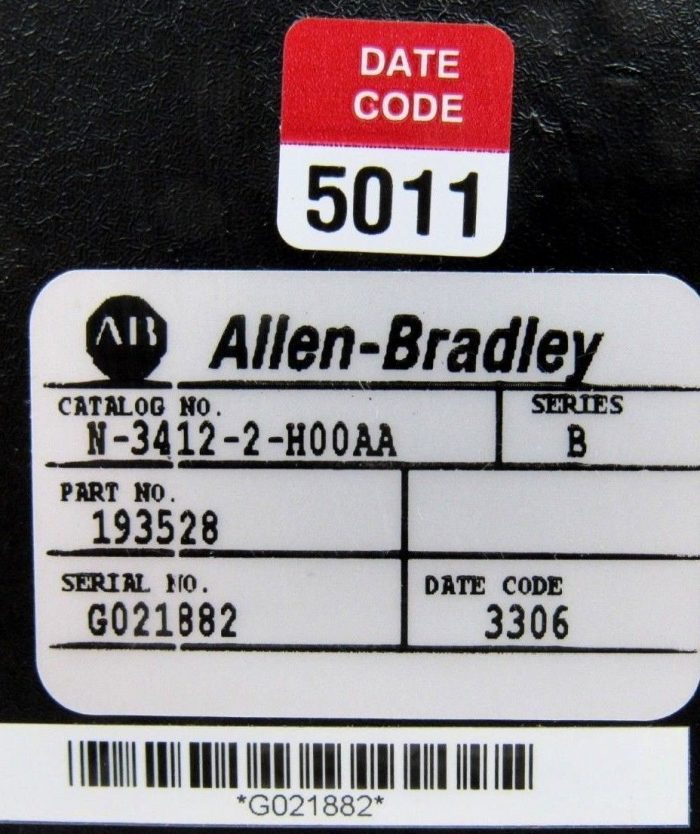 DATE
CODE
5011
AB Allen-Bradley
CATALOG NO. SERIES
N-3412-2-H00AA B
PART NO.
193528
SERIAL NO. DATE CODE
G021882 3306
*G021882*